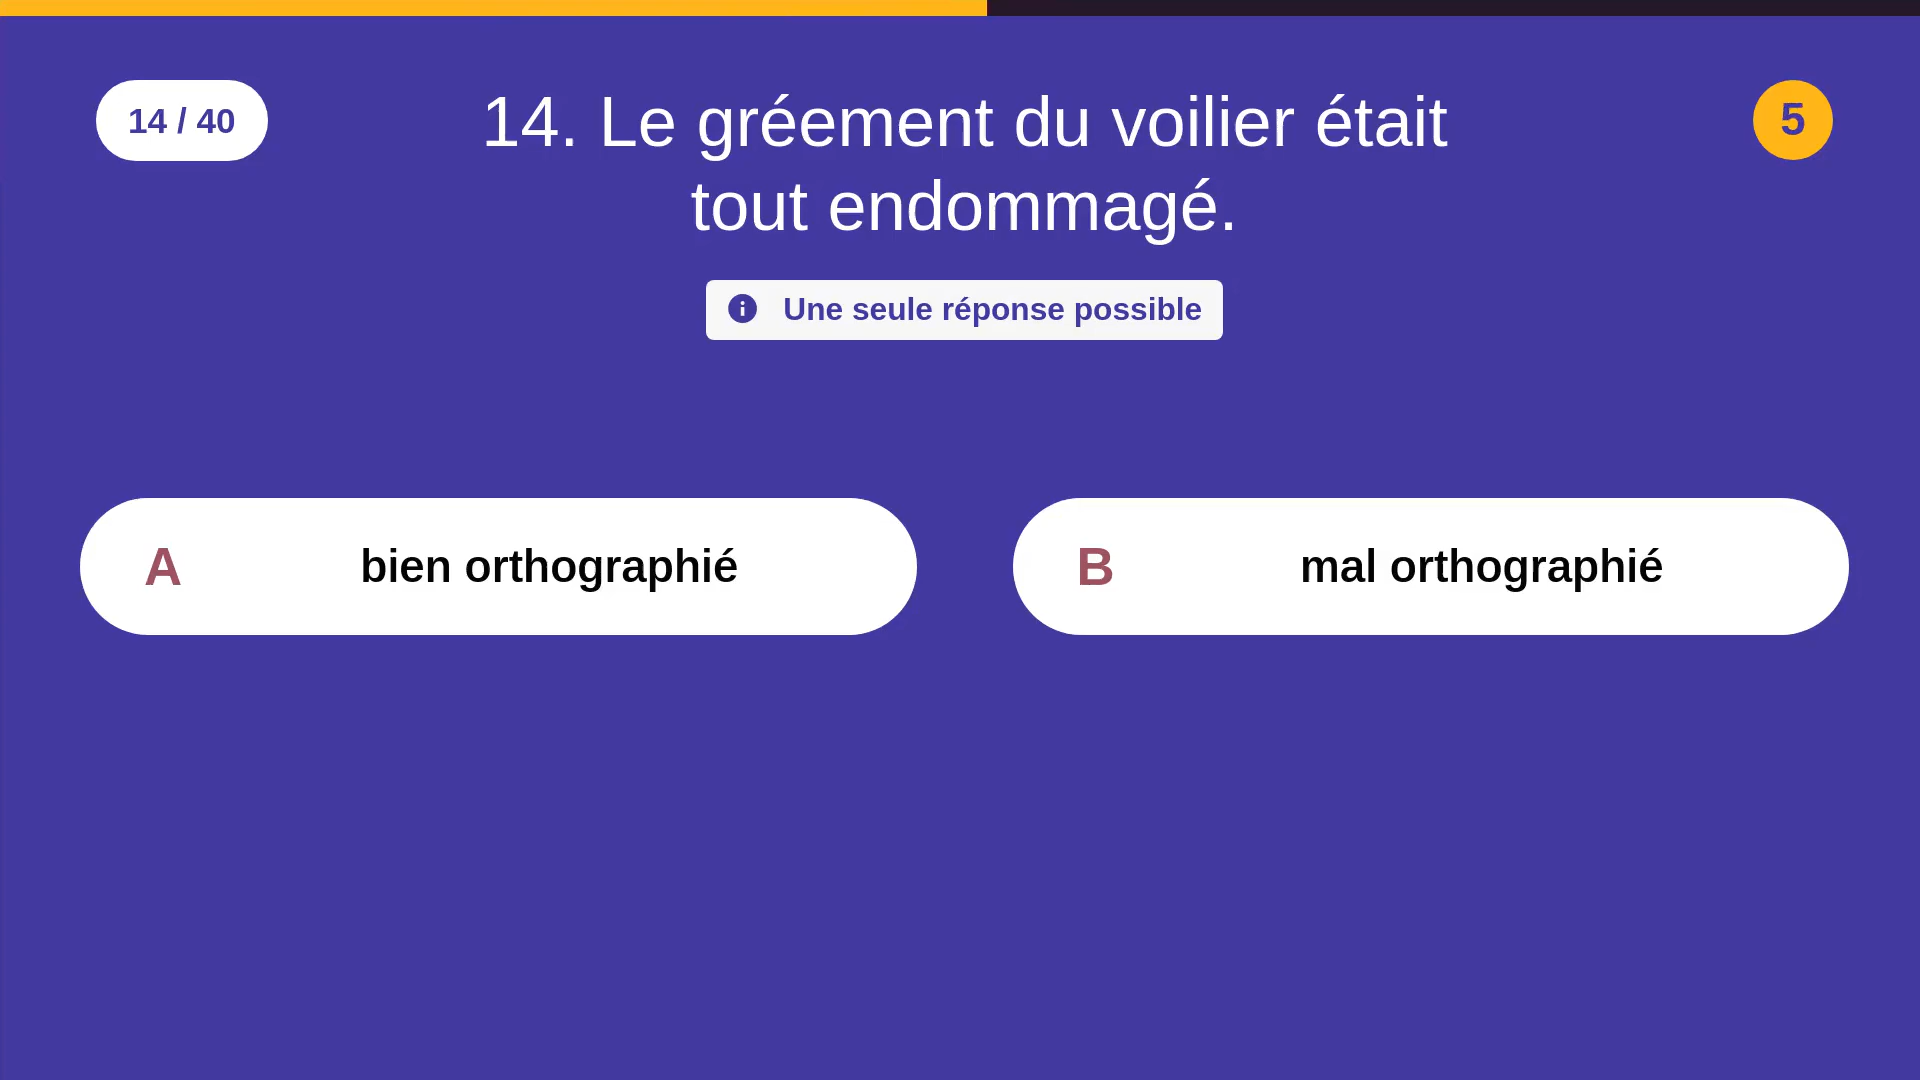 14 / 40
14. Le gréement du voilier était
tout endommagé.
5
Une seule réponse possible
A bien orthographié
B mal orthographié